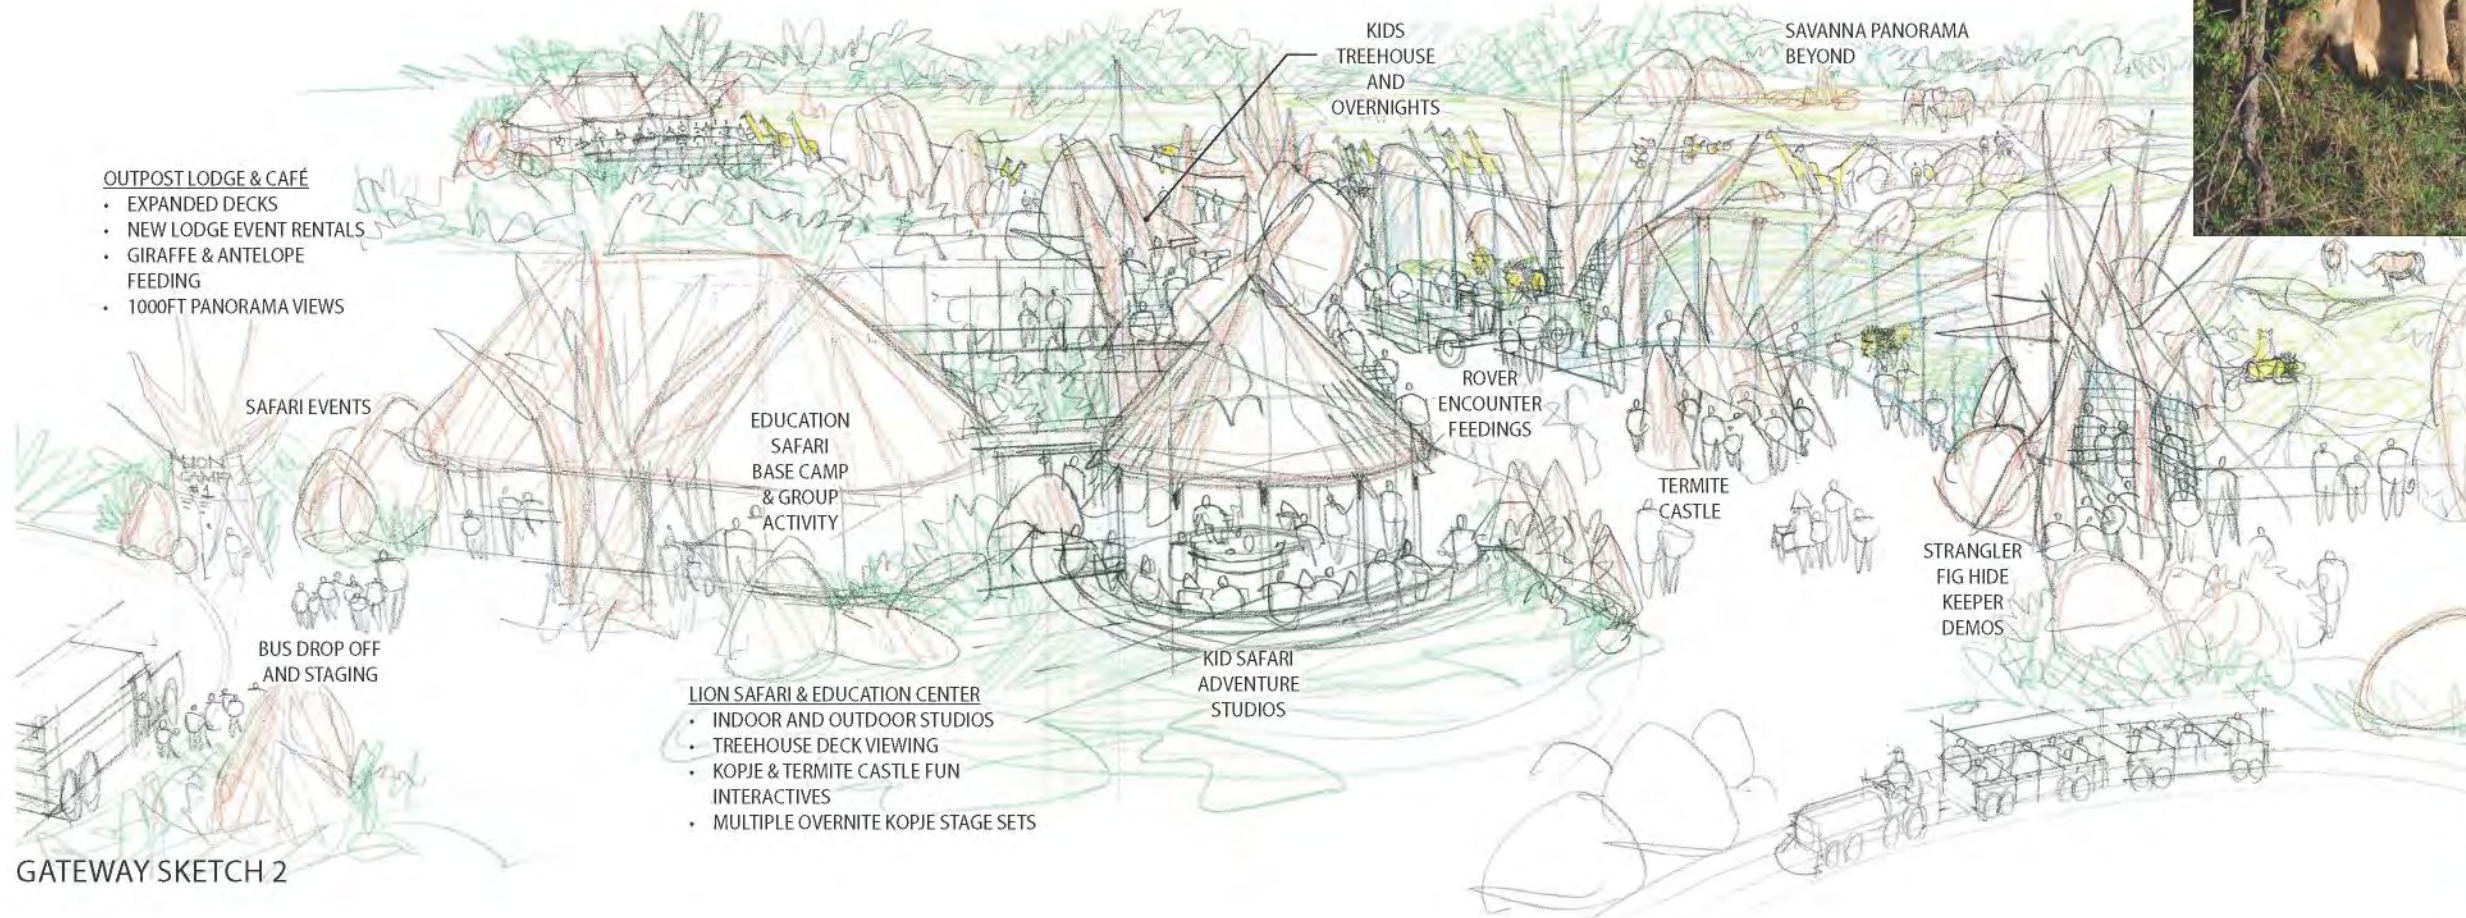 KIDS
TREEHOUSE
AND
OVERNIGHTS
SAVANNA PANORAMA
BEYOND
OUTPOST LODGE & CAFÉ
• EXPANDED DECKS
• NEW LODGE EVENT RENTALS
• GIRAFFE & ANTELOPE
FEEDING
• 1000FT PANORAMA VIEWS
SAFARI EVENTS
EDUCATION
SAFARI
BASE CAMP
& GROUP
ACTIVITY
ROVER
ENCOUNTER
FEEDINGS
LION
CAMP
#1
TERMITE
CASTLE
STRANGLER
FIG HIDE
KEEPER
DEMOS
BUS DROP OFF
AND STAGING
KID SAFARI
ADVENTURE
STUDIOS
LION SAFARI & EDUCATION CENTER
• INDOOR AND OUTDOOR STUDIOS
• TREEHOUSE DECK VIEWING
• KOPJE & TERMITE CASTLE FUN
INTERACTIVES
• MULTIPLE OVERNITE KOPJE STAGE SETS
GATEWAY SKETCH 2